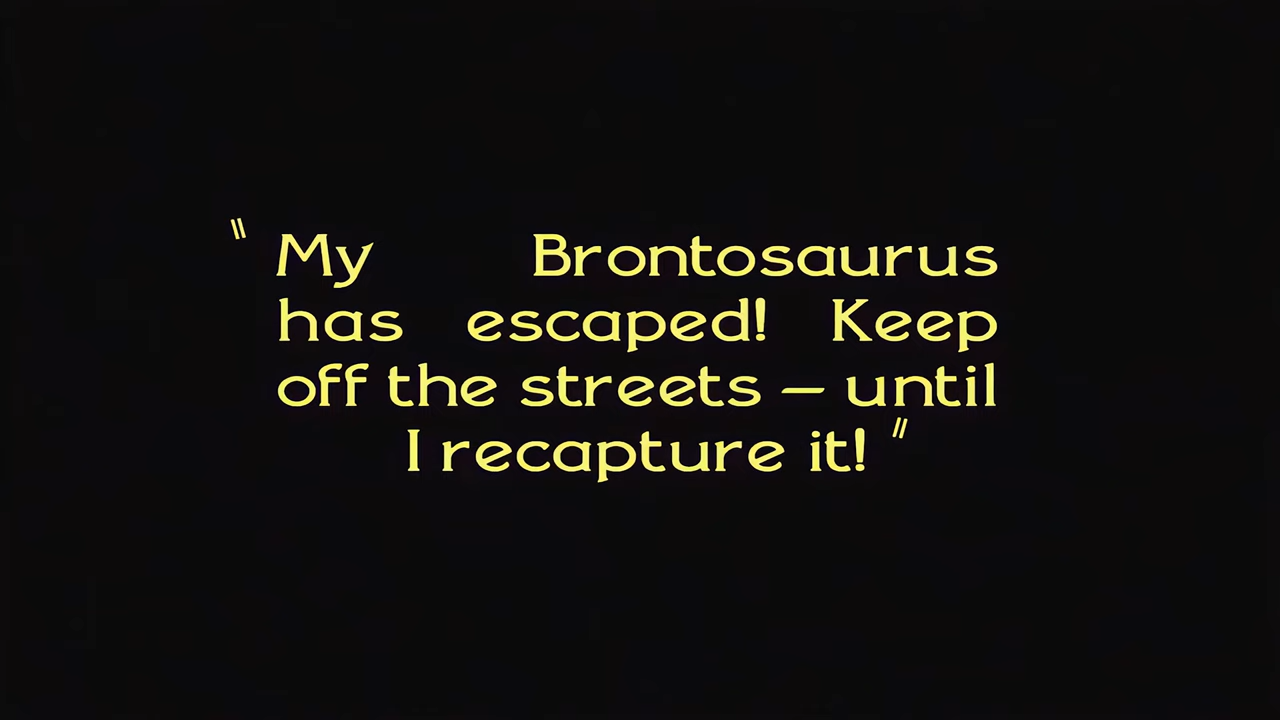 " My Brontosaurus
has escaped! Keep
off the streets — until
I recapture it! "